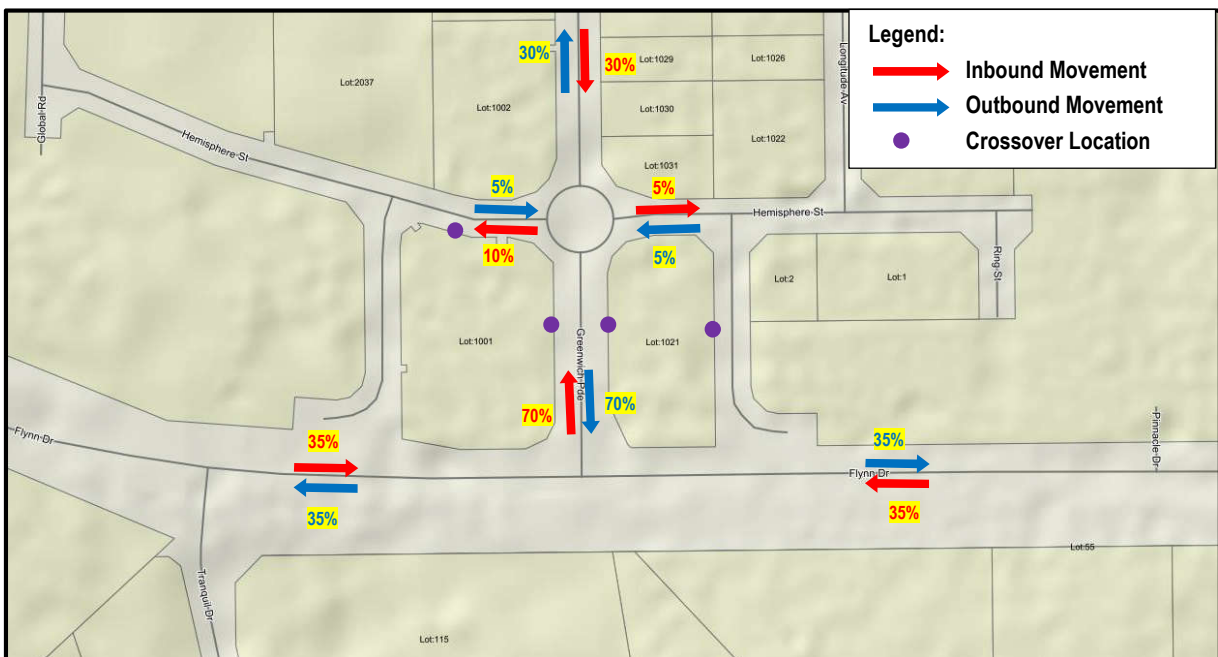 Legend:
Inbound Movement
Outbound Movement
Crossover Location
30%
30%
Lot:1029
Lot:1026
Lot:2037
Lot:1002
Lot:1030
Lot:1022
Lot:1031
Longitude Av
Global Rd
Hemisphere St
5%
5%
Hemisphere St
10%
5%
Ring St
Lot:2
Lot:1
Lot:1001
Greenwich Pde
Lot:1021
70%
70%
Flynn Dr
35%
35%
Pinnacle Dr
Flynn Dr
35%
35%
Lot:55
Tranquil Dr
Lot:115